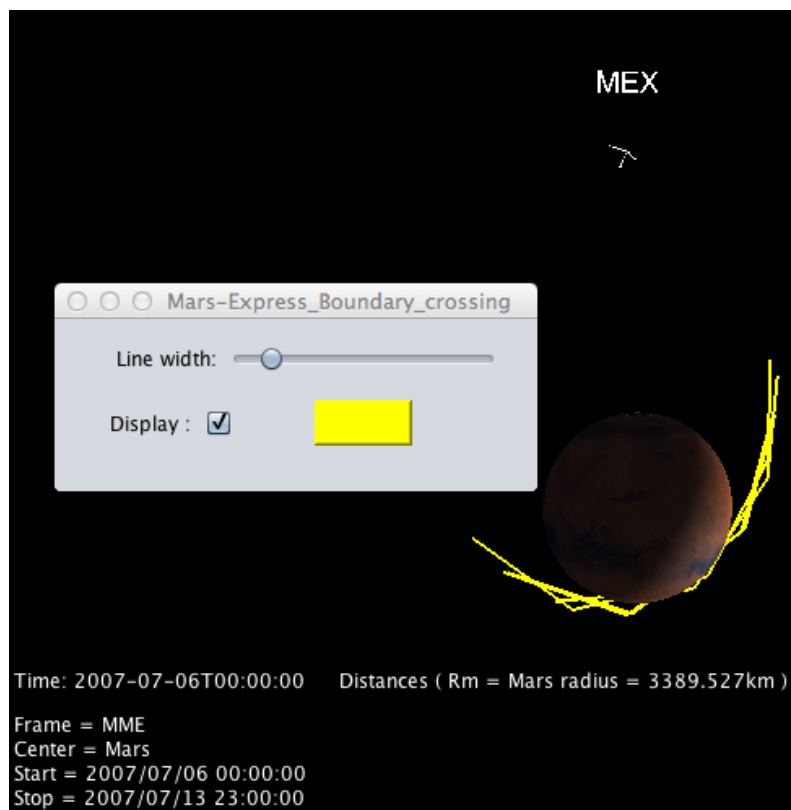 MEX
Mars-Express_Boundary_crossing
Line width:
Display :
Time: 2007-07-06T00:00:00 Distances ( Rm = Mars radius = 3389.527km )
Frame = MME
Center = Mars
Start = 2007/07/06 00:00:00
Stop = 2007/07/13 23:00:00